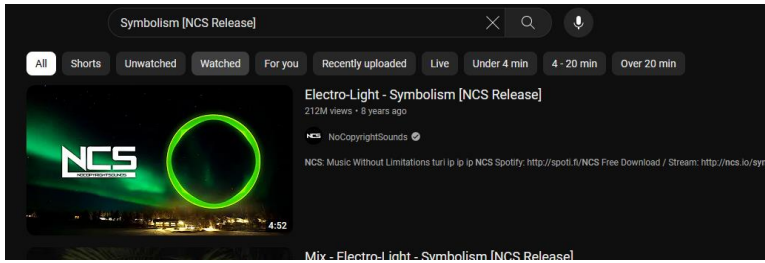 Symbolism [NCS Release]
All Shorts Unwatched Watched For you Recently uploaded Live Under 4 min 4 - 20 min Over 20 min
Electro-Light - Symbolism [NCS Release]
212M views • 8 years ago
NCS NoCopyrightSounds
NCS: Music Without Limitations turi ip ip ip NCS Spotify: http://spoti.fi/NCS Free Download / Stream: http://ncs.io/syr
NCS
NOCOPYRIGHTSOUNDS
4:52
Mix - Electro-Light - Symbolism [NCS Release]